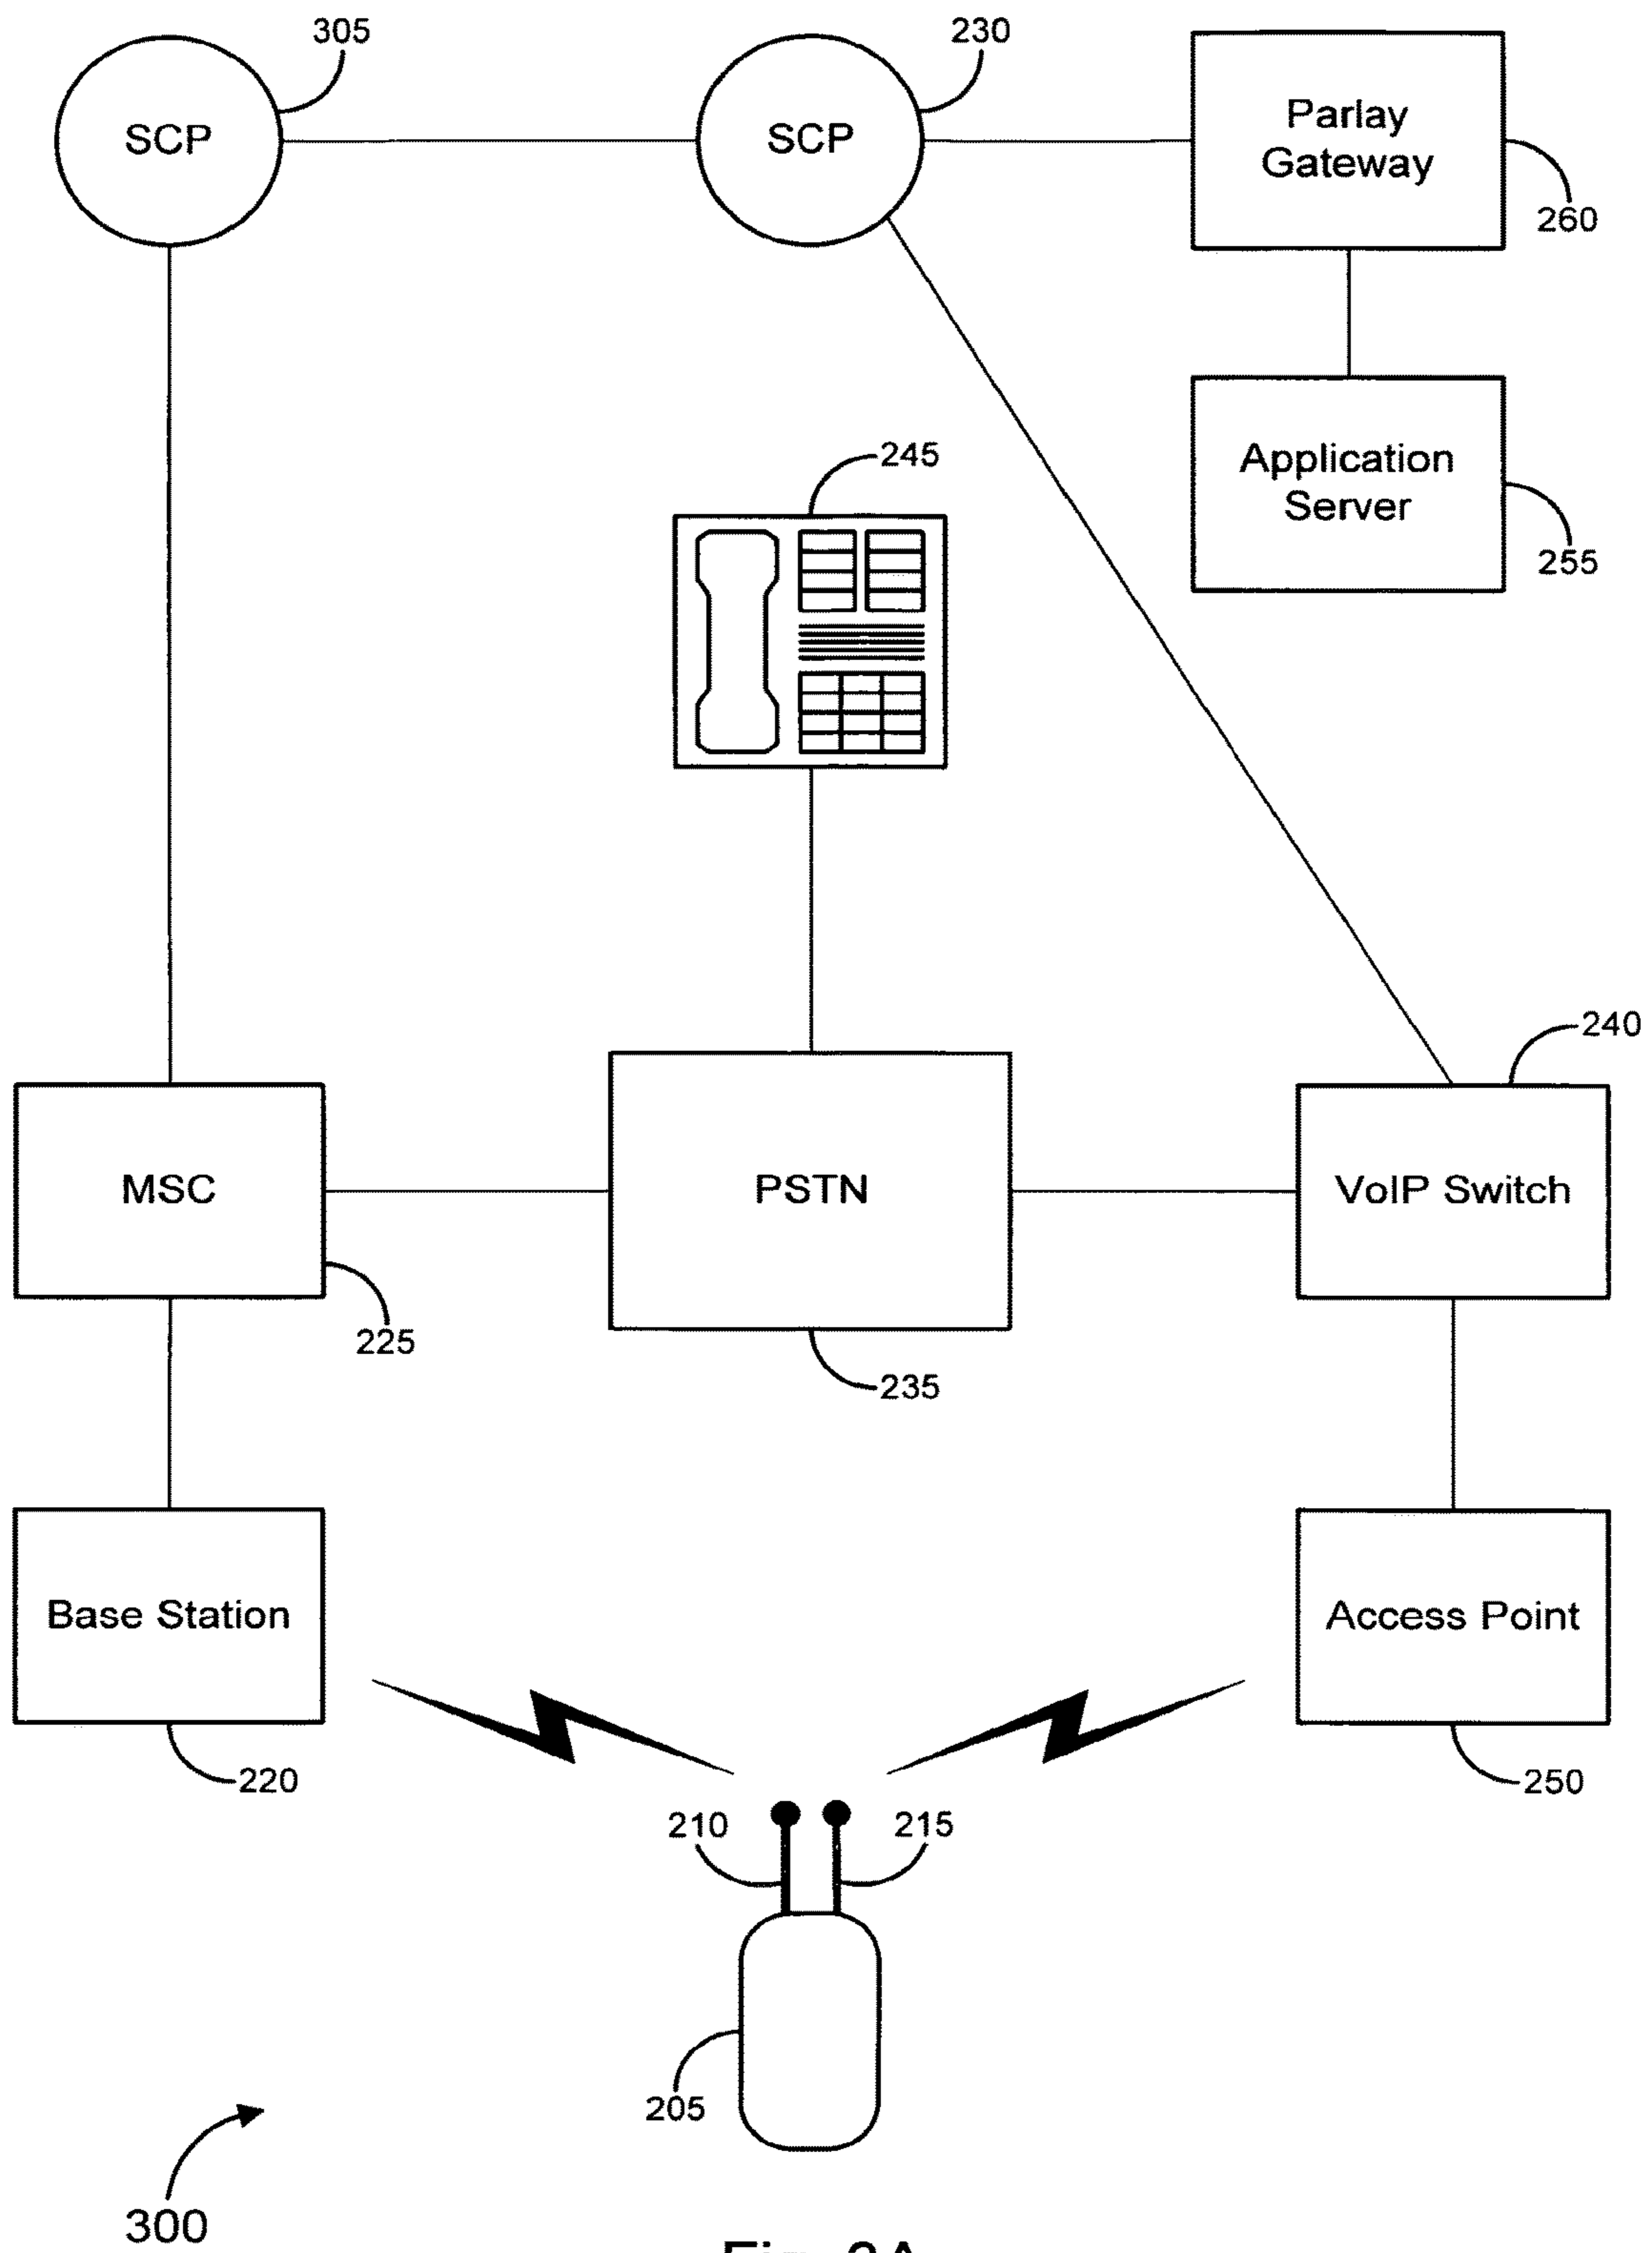 305
230
SCP
SCP
Parlay
Gateway
260
245
Application
Server
255
240
MSC
PSTN
VoIP Switch
225
235
Base Station
Access Point
220
250
210
215
205
300